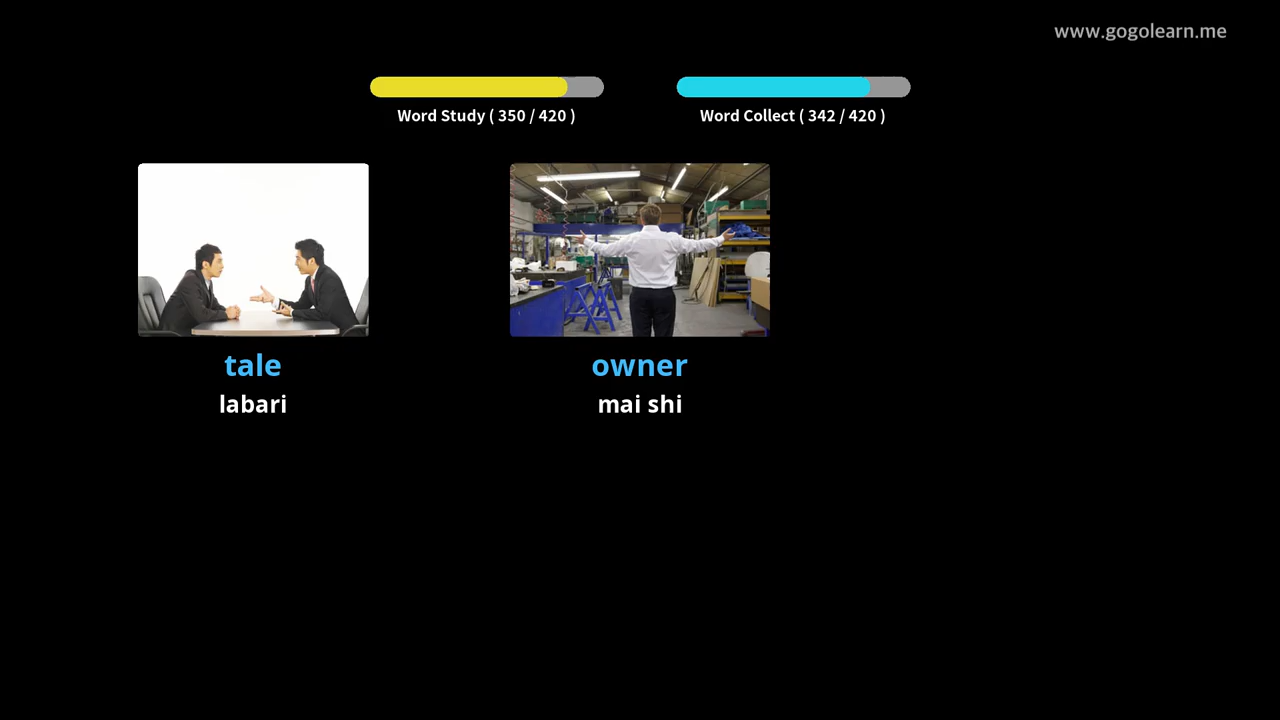 www.gogolearn.me
Word Study ( 350 / 420 )
Word Collect ( 342 / 420 )
tale
labari
owner
mai shi